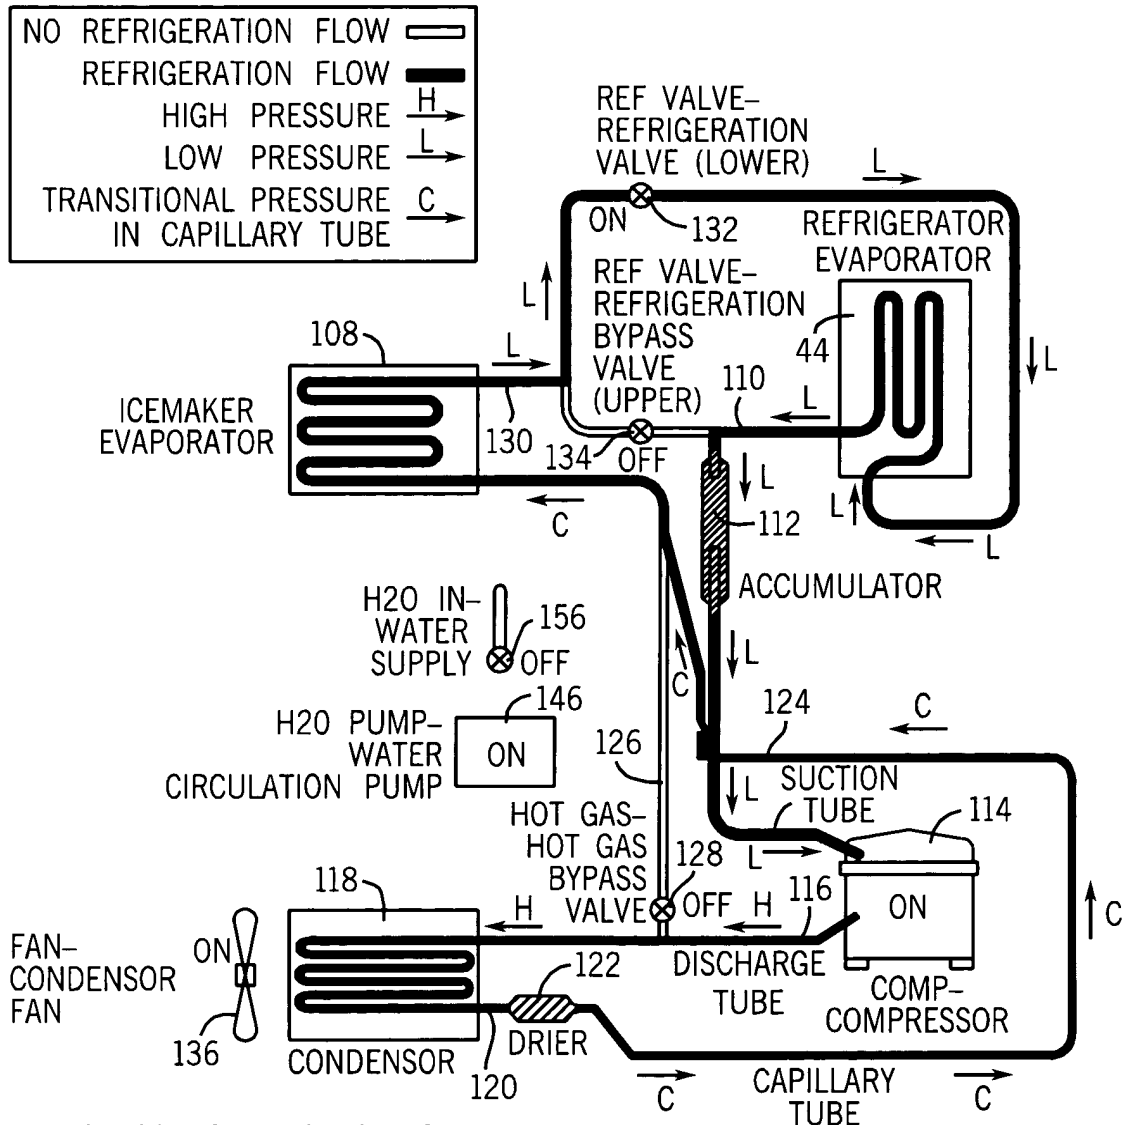 NO REFRIGERATION FLOW
REFRIGERATION FLOW
HIGH PRESSURE H
LOW PRESSURE L
TRANSITIONAL PRESSURE C
IN CAPILLARY TUBE
REF VALVE–
REFRIGERATION
VALVE (LOWER)
L
ON
132
REFRIGERATOR
EVAPORATOR
REF VALVE–
REFRIGERATION
BYPASS
VALVE
(UPPER)
L
44
L
108
L
110
L
ICEMAKER
EVAPORATOR
130
134
OFF
L
L
112
C
L
ACCUMULATOR
H2O IN–
WATER
SUPPLY
156
OFF
L
C
146
H2O PUMP–
WATER
CIRCULATION PUMP
ON
126
124
C
L
SUCTION
TUBE
HOT GAS–
HOT GAS
BYPASS
VALVE
128
OFF
L
114
ON
118
H
H
116
C
FAN–
CONDENSOR
FAN
ON
136
122
DISCHARGE
TUBE
COMP–
COMPRESSOR
CONDENSOR
120
DRIER
C
CAPILLARY
TUBE
C